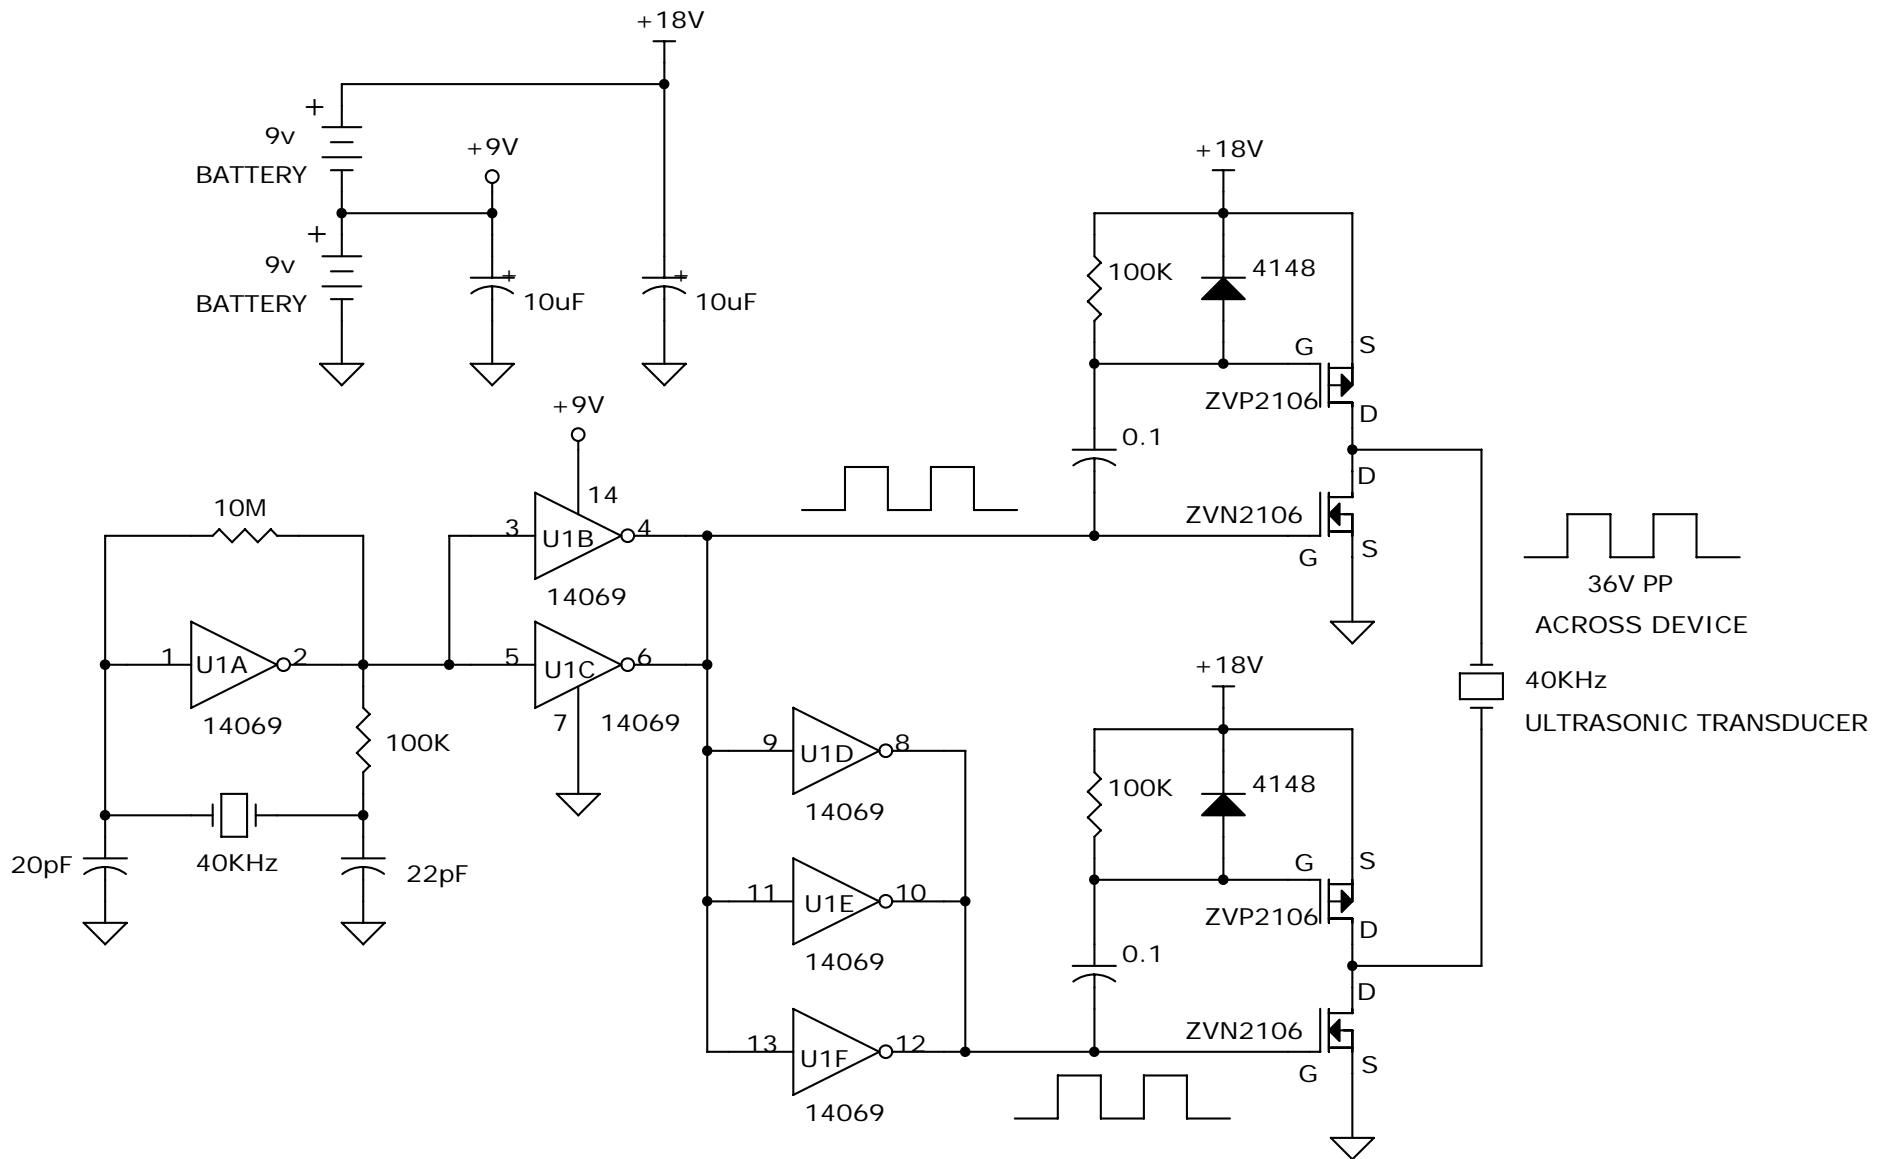 +18V
+
9v
BATTERY
+9V
+
9v
BATTERY
+
10uF
+
10uF
+18V
100K
4148
G
S
ZVP2106
D
0.1
D
ZVN2106
G
S
+9V
14
10M
3
U1B
4
14069
1
U1A
2
14069
5
U1C
6
7
14069
100K
20pF
40KHz
22pF
9
U1D
8
14069
11
U1E
10
14069
13
U1F
12
14069
36V PP
ACROSS DEVICE
40KHz
ULTRASONIC TRANSDUCER
+18V
100K
4148
G
S
ZVP2106
D
0.1
D
ZVN2106
G
S